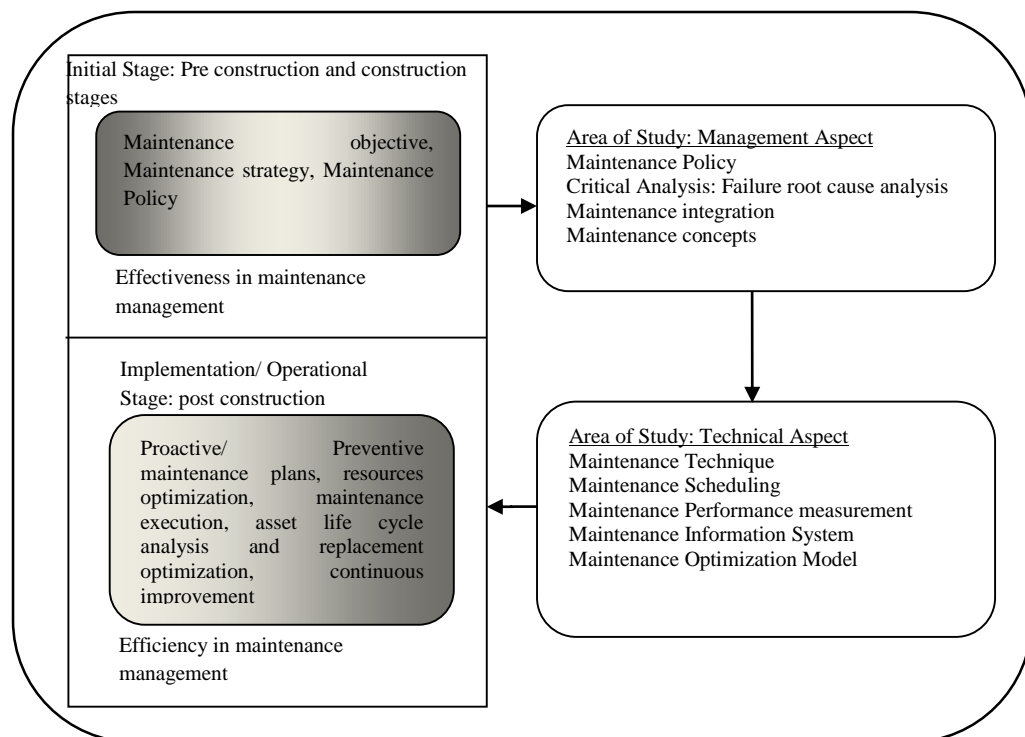 Initial Stage: Pre construction and construction
stages
Maintenance objective,
Maintenance strategy, Maintenance
Policy
Effectiveness in maintenance
management
Area of Study: Management Aspect
Maintenance Policy
Critical Analysis: Failure root cause analysis
Maintenance integration
Maintenance concepts
Implementation/ Operational
Stage: post construction
Proactive/ Preventive
maintenance plans, resources
optimization, maintenance
execution, asset life cycle
analysis and replacement
optimization, continuous
improvement
Efficiency in maintenance
management
Area of Study: Technical Aspect
Maintenance Technique
Maintenance Scheduling
Maintenance Performance measurement
Maintenance Information System
Maintenance Optimization Model